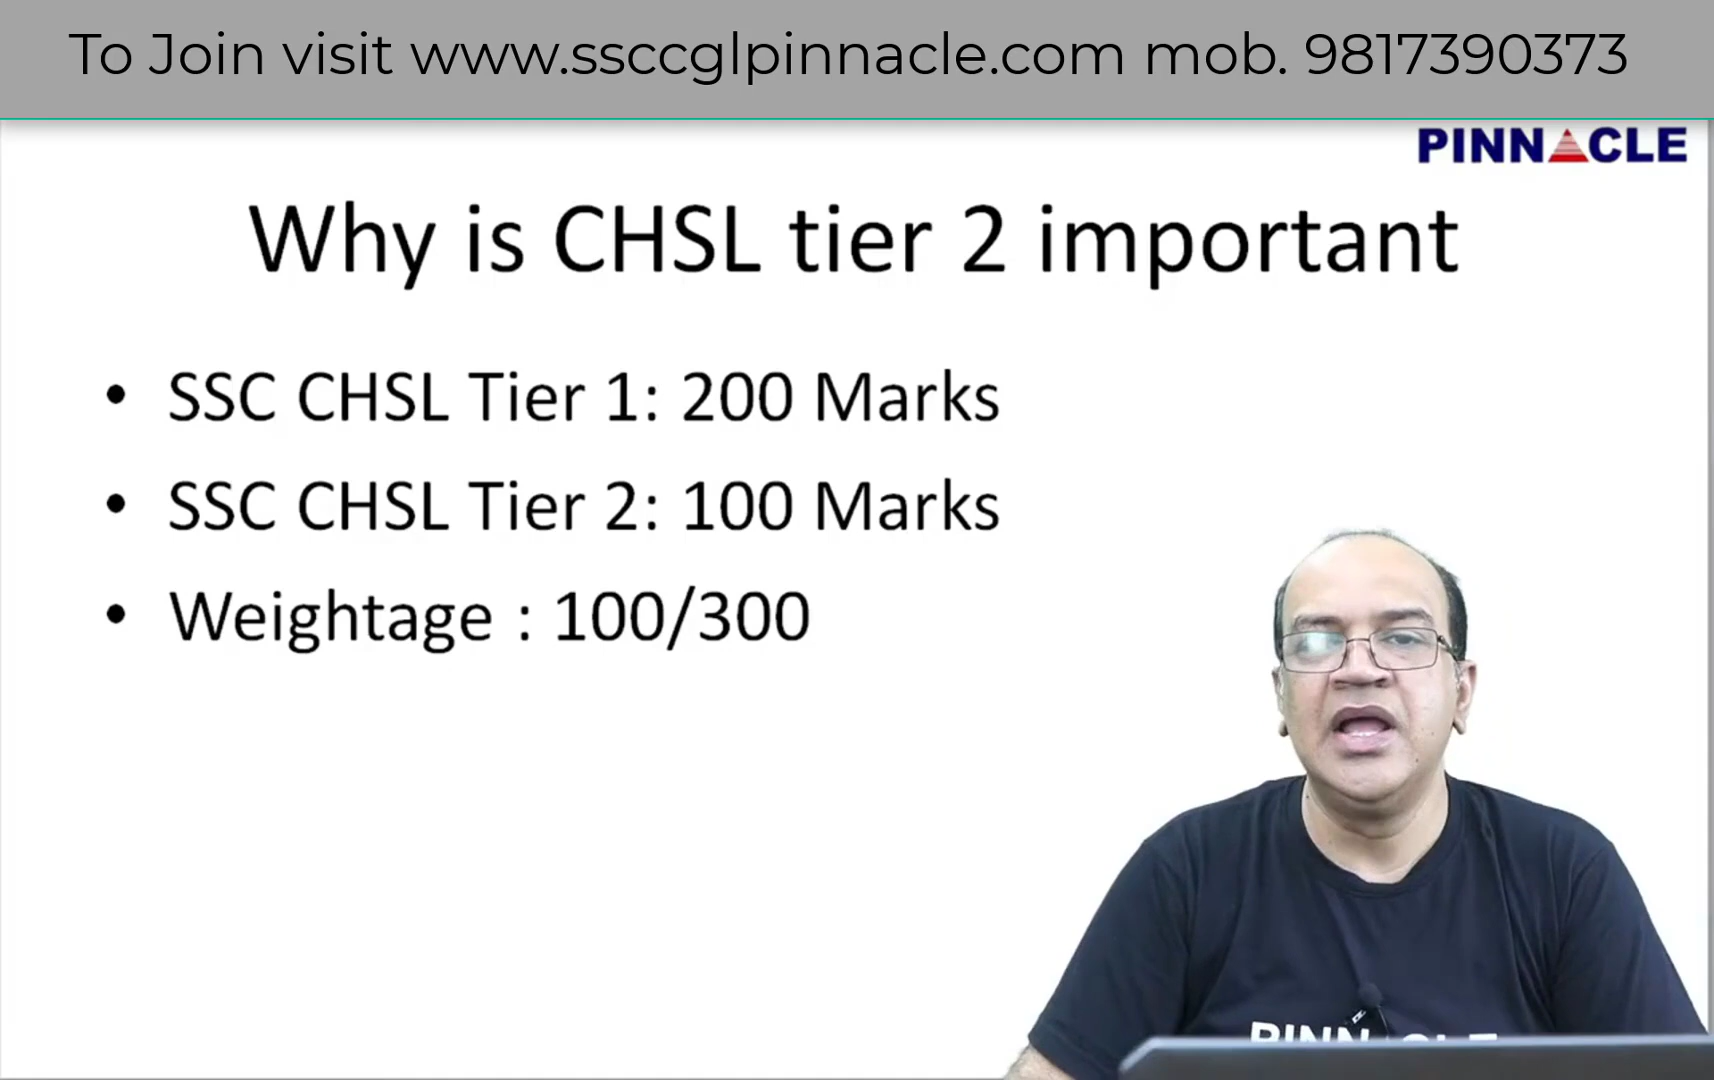 To Join visit www.ssccglpinnacle.com mob. 9817390373
PINNACLE
Why is CHSL tier 2 important
• SSC CHSL Tier 1: 200 Marks
• SSC CHSL Tier 2: 100 Marks
• Weightage : 100/300
PINNACLE